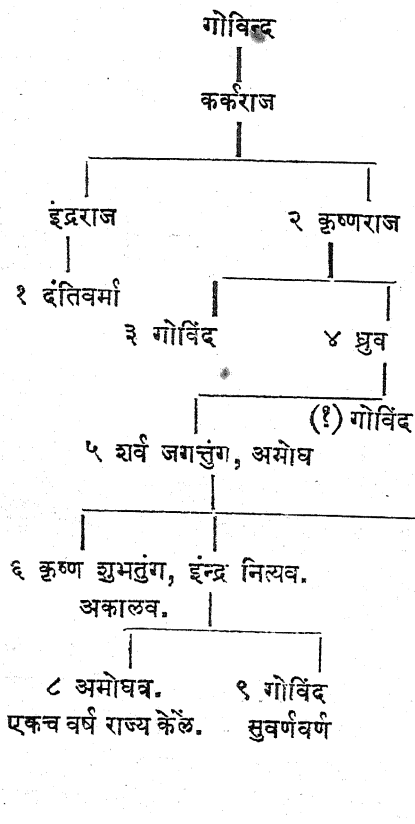 गोविन्द
कर्कराज
इंद्रराज २ कृष्णराज
१ दंतिवर्मा
३ गोविंद ४ ध्रुव
(१) गोविंद
५ शर्व जगत्तुंग, अमोघ
६ कृष्ण शुभतुंग, इंन्द्र नित्यव.
अकालव.
८ अमोघव. ९ गोविंद
एकच वर्ष राज्य केलें. सुवर्णवर्ण